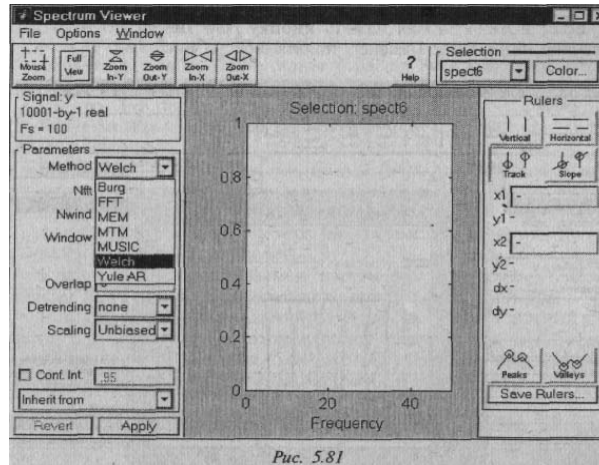 Spectrum Viewer
File Options Window
Mouse Zoom
Full View
Zoom In-Y
Zoom Out-Y
Zoom In-X
Zoom Out-X
? Help
Selection
spect6
Color...
Signal: y
10001-by-1 real
Fs = 100
Parameters
Method Welch
Nfft
Burg
FFT
Nwind
MEM
MTM
Window
MUSIC
Welch
Yule AR
Overlap
Detrending none
Scaling Unbiased
Conf. Int. .95
Inherit from
Revert
Apply
Selection: spect6
1
0.8
0.6
0.4
0.2
0
0 20 40
Frequency
Rulers
Vertical
Horizontal
Track
Slope
x1 -
y1 -
x2 -
y2 -
dx -
dy -
Peaks
Valleys
Save Rulers...
Рис. 5.81